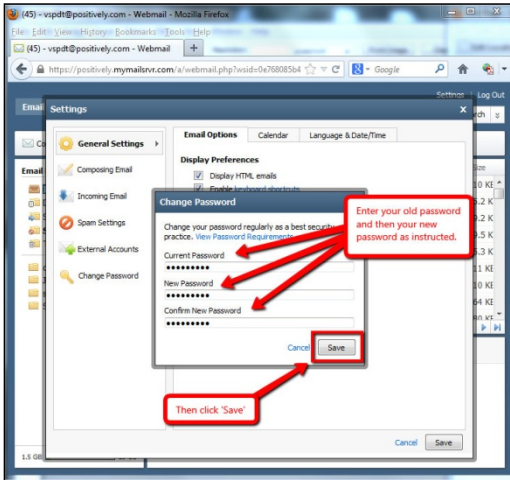 (45) - vspdt@positively.com - Webmail - Mozilla Firefox
File Edit View History Bookmarks Tools Help
(45) - vspdt@positively.com - Webmail
https://positively.mymailsrvr.com/a/webmail.php?wsid=0e768085b4
Google
Settings Log Out
Email
Settings
x
General Settings
Composing Email
Incoming Email
Spam Settings
External Accounts
Change Password
Email Options Calendar Language & Date/Time
Display Preferences
Display HTML emails
Enable keyboard shortcuts
Change Password
Change your password regularly as a best security
practice. View Password Requirements
Current Password
New Password
Confirm New Password
Cancel Save
Enter your old password
and then your new
password as instructed.
Then click 'Save'
Cancel Save